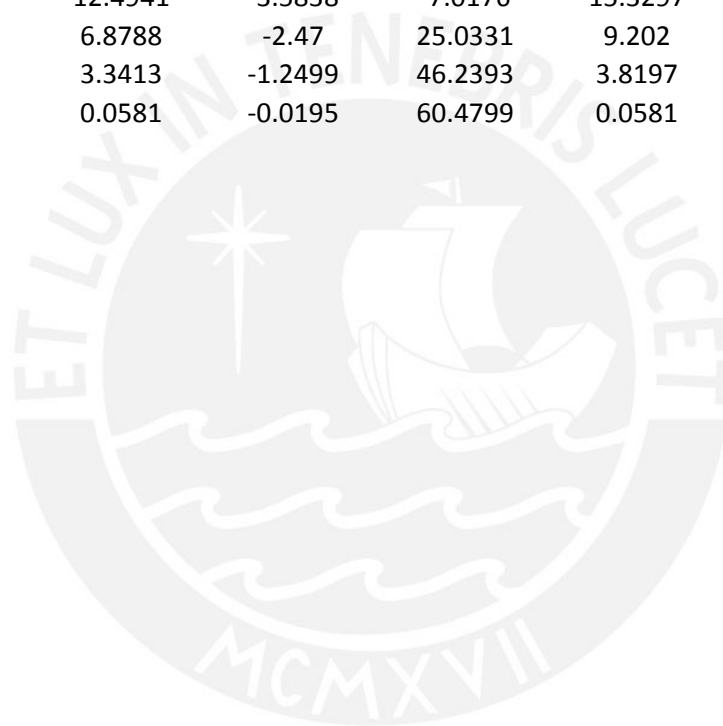 6.8788 -2.47 25.0331 9.202
3.3413 -1.2499 46.2393 3.8197
0.0581 -0.0195 60.4799 0.0581
ET LUX IN TENEBRIS LUCET
MCMXVII